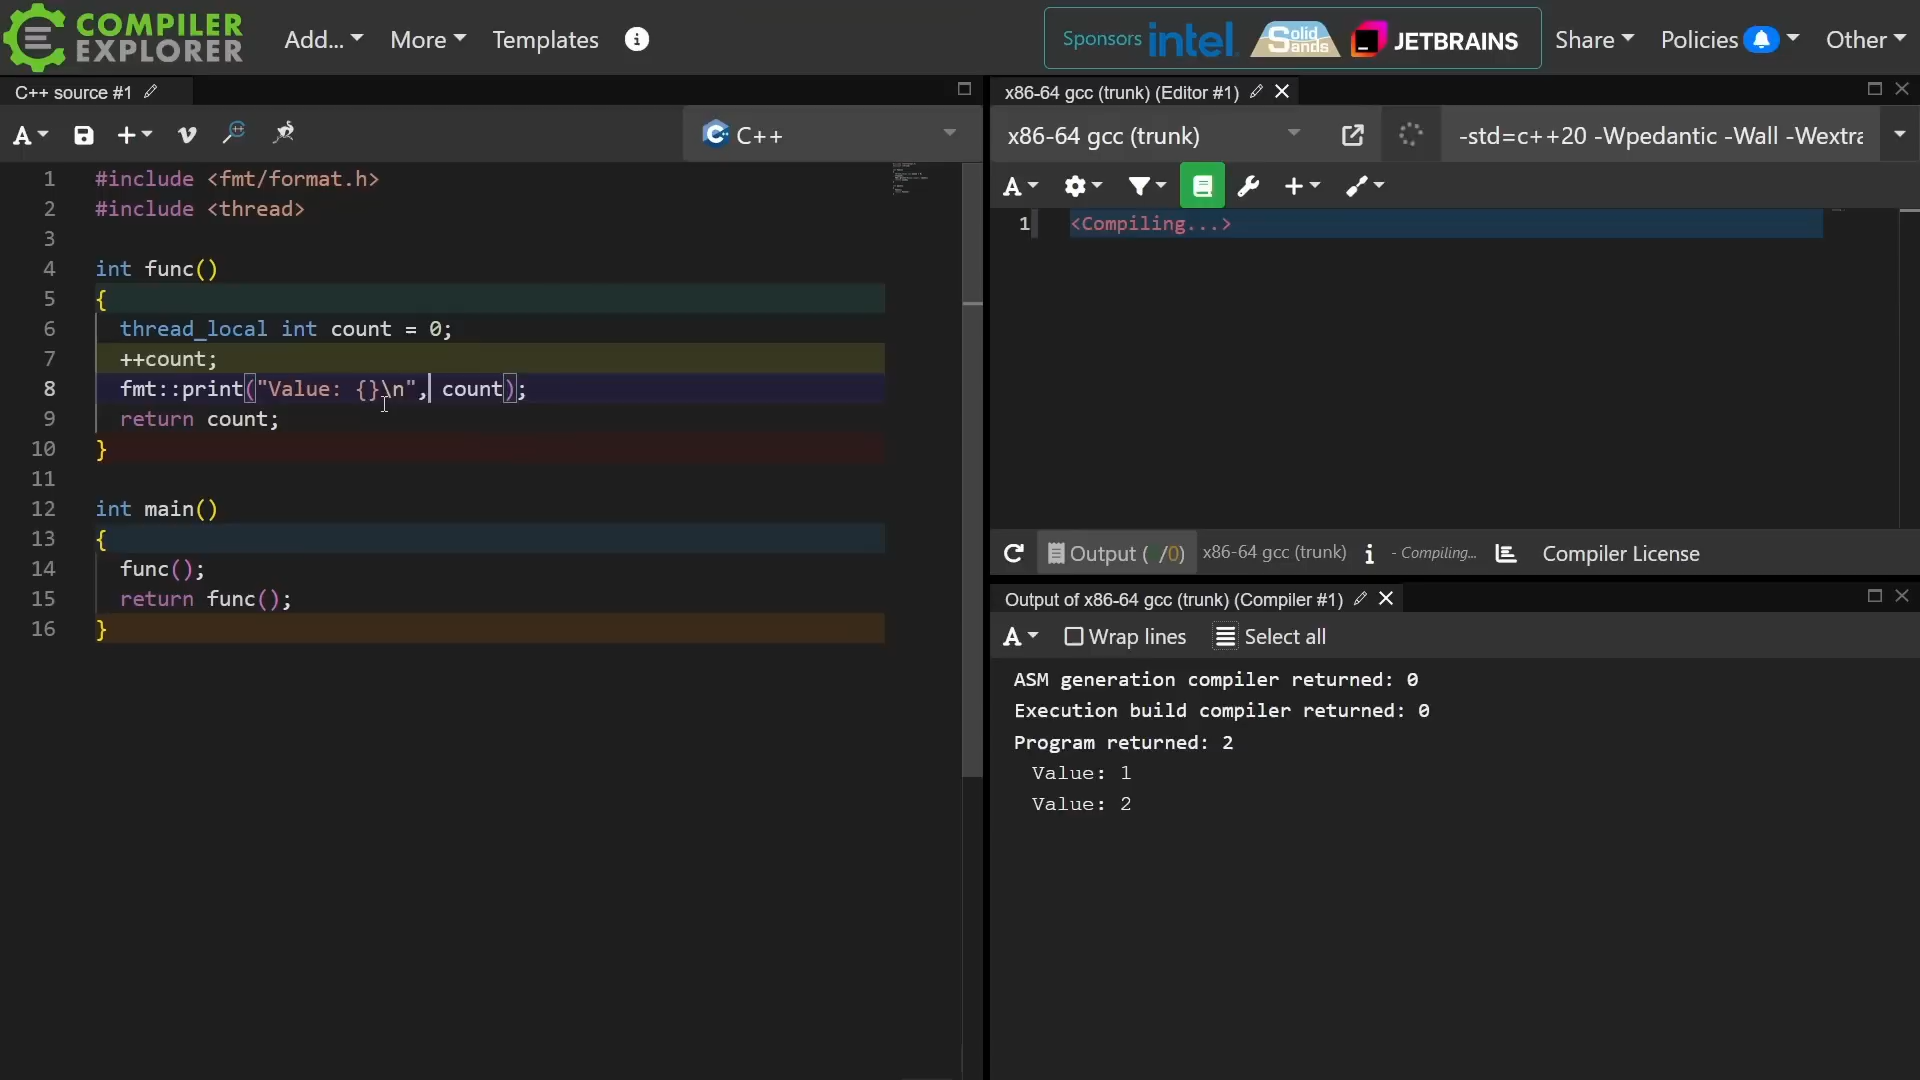 COMPILER
EXPLORER
Add...
More
Templates
Sponsors
intel.
Solid
Sands
JETBRAINS
Share
Policies
Other
C++ source #1
A
C++
1 #include <fmt/format.h>
2 #include <thread>
3
4 int func()
5 {
6 thread_local int count = 0;
7 ++count;
8 fmt::print("Value: {}\n", count);
9 return count;
10 }
11
12 int main()
13 {
14 func();
15 return func();
16 }
x86-64 gcc (trunk) (Editor #1)
x86-64 gcc (trunk)
-std=c++20 -Wpedantic -Wall -Wextra
A
1 <Compiling...>
Output ( /0) x86-64 gcc (trunk) i - Compiling... Compiler License
Output of x86-64 gcc (trunk) (Compiler #1)
A Wrap lines Select all
ASM generation compiler returned: 0
Execution build compiler returned: 0
Program returned: 2
Value: 1
Value: 2